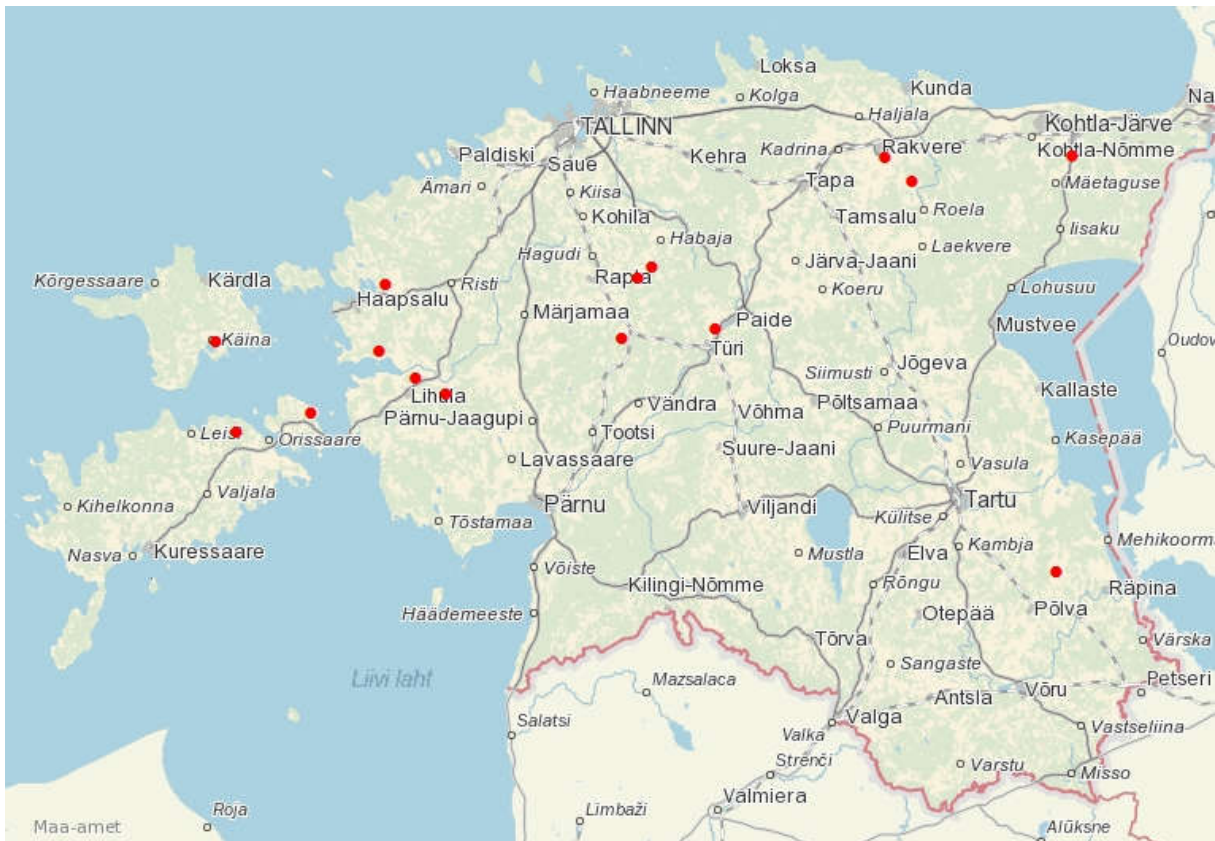 Loksa
Kunda
Haabneeme
Kolga
Haljala
Na
TALLINN
Kohtla-Järve
Paldiski
Saue
Kehra
Kadrina
Rakvere
Kohtla-Nõmme
Ämari
Kiisa
Tapa
Mäetaguse
Kohila
Tamsalu
Roela
Iisaku
Hagudi
Habaja
Laekvere
Järva-Jaani
Kõrgessaare
Kärdla
Risti
Rapla
Koeru
Lohusuu
Haapsalu
Märjamaa
Paide
Mustvee
Käina
Türi
Oudov
Siimusti
Jõgeva
Kallaste
Lihula
Vändra
Võhma
Põltsamaa
Pärnu-Jaagupi
Leisi
Orissaare
Tootsi
Puurmani
Kasepää
Suure-Jaani
Lavassaare
Vasula
Valjala
Kihelkonna
Pärnu
Viljandi
Tartu
Tõstamaa
Külitse
Nasva
Kuressaare
Mustla
Elva
Kambja
Mehikoorma
Võiste
Kilingi-Nõmme
Rõngu
Räpina
Häädemeeste
Otepää
Põlva
Tõrva
Värska
Sangaste
Liivi laht
Mazsalaca
Antsla
Võru
Petseri
Salatsi
Valka
Valga
Vastseliina
Strenči
Varstu
Misso
Roja
Limbaži
Valmiera
Maa-amet
Alūksne